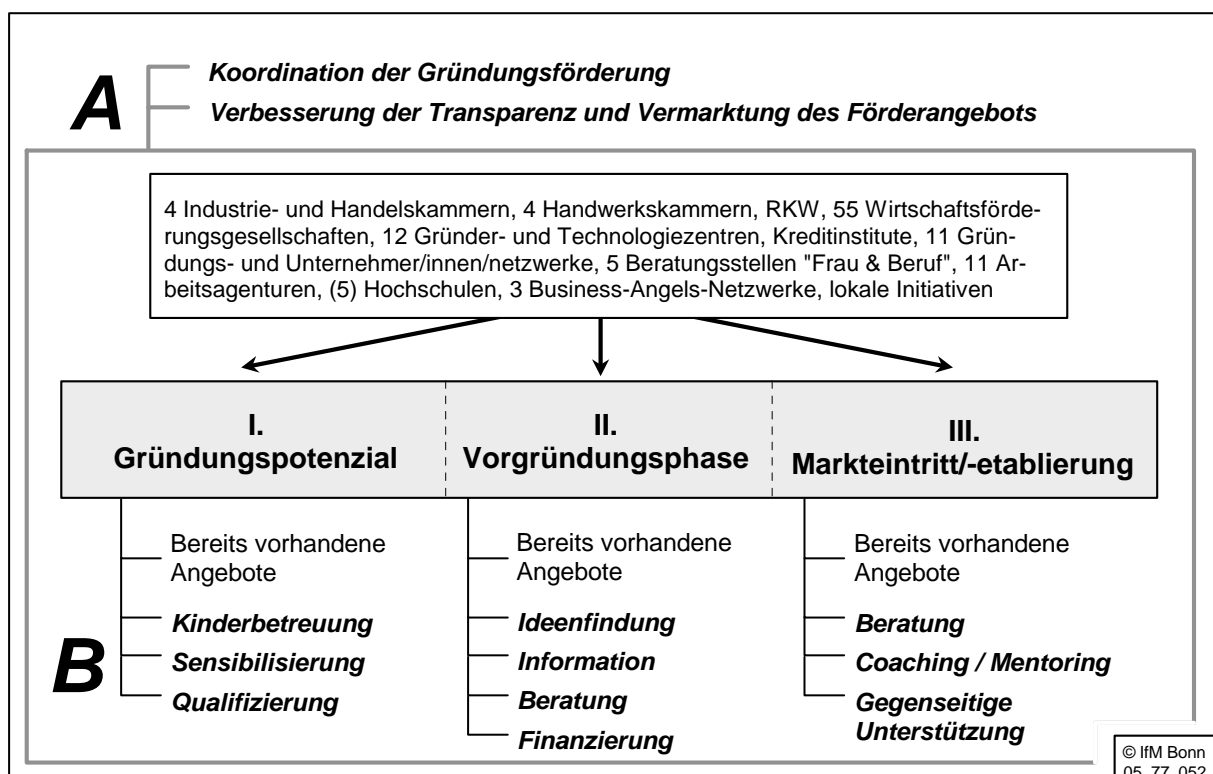 A
Koordination der Gründungsförderung
Verbesserung der Transparenz und Vermarktung des Förderangebots
4 Industrie- und Handelskammern, 4 Handwerkskammern, RKW, 55 Wirtschaftsförde-
rungsgesellschaften, 12 Gründer- und Technologiezentren, Kreditinstitute, 11 Grün-
dungs- und Unternehmer/innen/netzwerke, 5 Beratungsstellen "Frau & Beruf", 11 Ar-
beitsagenturen, (5) Hochschulen, 3 Business-Angels-Netzwerke, lokale Initiativen
I.
Gründungspotenzial
II.
Vorgründungsphase
III.
Markteintritt/-etablierung
B
Bereits vorhandene
Angebote
Kinderbetreuung
Sensibilisierung
Qualifizierung
Bereits vorhandene
Angebote
Ideenfindung
Information
Beratung
Finanzierung
Bereits vorhandene
Angebote
Beratung
Coaching / Mentoring
Gegenseitige
Unterstützung
© IfM Bonn
05 77 052